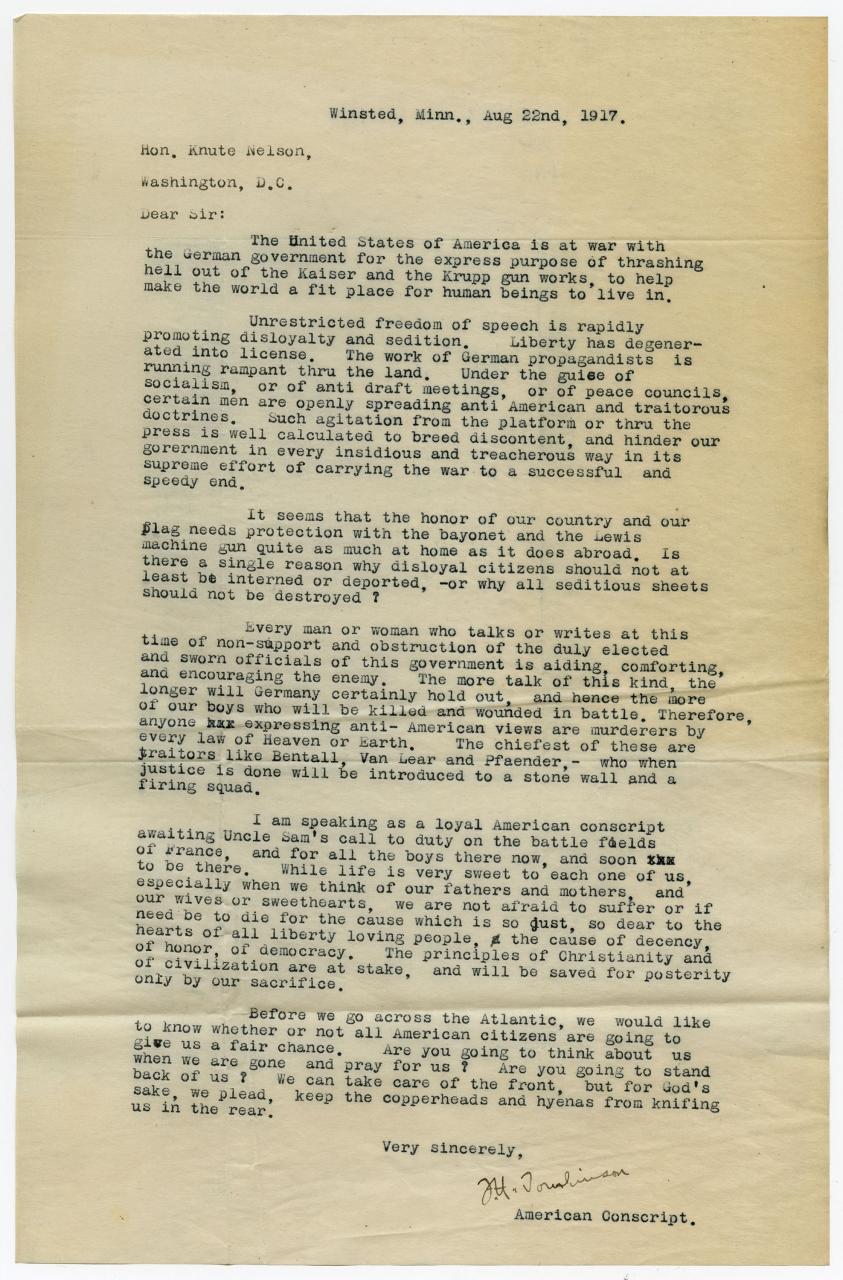 Winsted, Minn., Aug 22nd, 1917.
Hon. Knute Nelson,
Washington, D.C.
Dear Sir:
The United States of America is at war with
the German government for the express purpose of thrashing
hell out of the Kaiser and the Krupp gun works, to help
make the world a fit place for human beings to live in.
Unrestricted freedom of speech is rapidly
promoting disloyalty and sedition. Liberty has degener-
ated into license. The work of German propagandists is
running rampant thru the land. Under the guise of
socialism, or of anti draft meetings, or of peace councils,
certain men are openly spreading anti American and traitorous
doctrines. Such agitation from the platform or thru the
press is well calculated to breed discontent, and hinder our
gorernment in every insidious and treacherous way in its
supreme effort of carrying the war to a successful and
speedy end.
It seems that the honor of our country and our
flag needs protection with the bayonet and the Lewis
machine gun quite as much at home as it does abroad. Is
there a single reason why disloyal citizens should not at
least be interned or deported, -or why all seditious sheets
should not be destroyed ?
Every man or woman who talks or writes at this
time of non-support and obstruction of the duly elected
and sworn officials of this government is aiding, comforting,
and encouraging the enemy. The more talk of this kind, the
longer will Germany certainly hold out, and hence the more
of our boys who will be killed and wounded in battle. Therefore,
anyone xxx expressing anti- American views are murderers by
every law of Heaven or Earth. The chiefest of these are
traitors like Bentall, Van Lear and Pfaender,- who when
justice is done will be introduced to a stone wall and a
firing squad.
I am speaking as a loyal American conscript
awaiting Uncle Sam's call to duty on the battle fields
of France, and for all the boys there now, and soon xxx
to be there. While life is very sweet to each one of us,
especially when we think of our fathers and mothers, and
our wives or sweethearts, we are not afraid to suffer or if
need be to die for the cause which is so just, so dear to the
hearts of all liberty loving people, the cause of decency,
of honor, of democracy. The principles of Christianity and
of civilization are at stake, and will be saved for posterity
only by our sacrifice.
Before we go across the Atlantic, we would like
to know whether or not all American citizens are going to
give us a fair chance. Are you going to think about us
when we are gone and pray for us ? Are you going to stand
back of us ? We can take care of the front, but for God's
sake, we plead, keep the copperheads and hyenas from knifing
us in the rear.
Very sincerely,
Tomlinson
American Conscript.